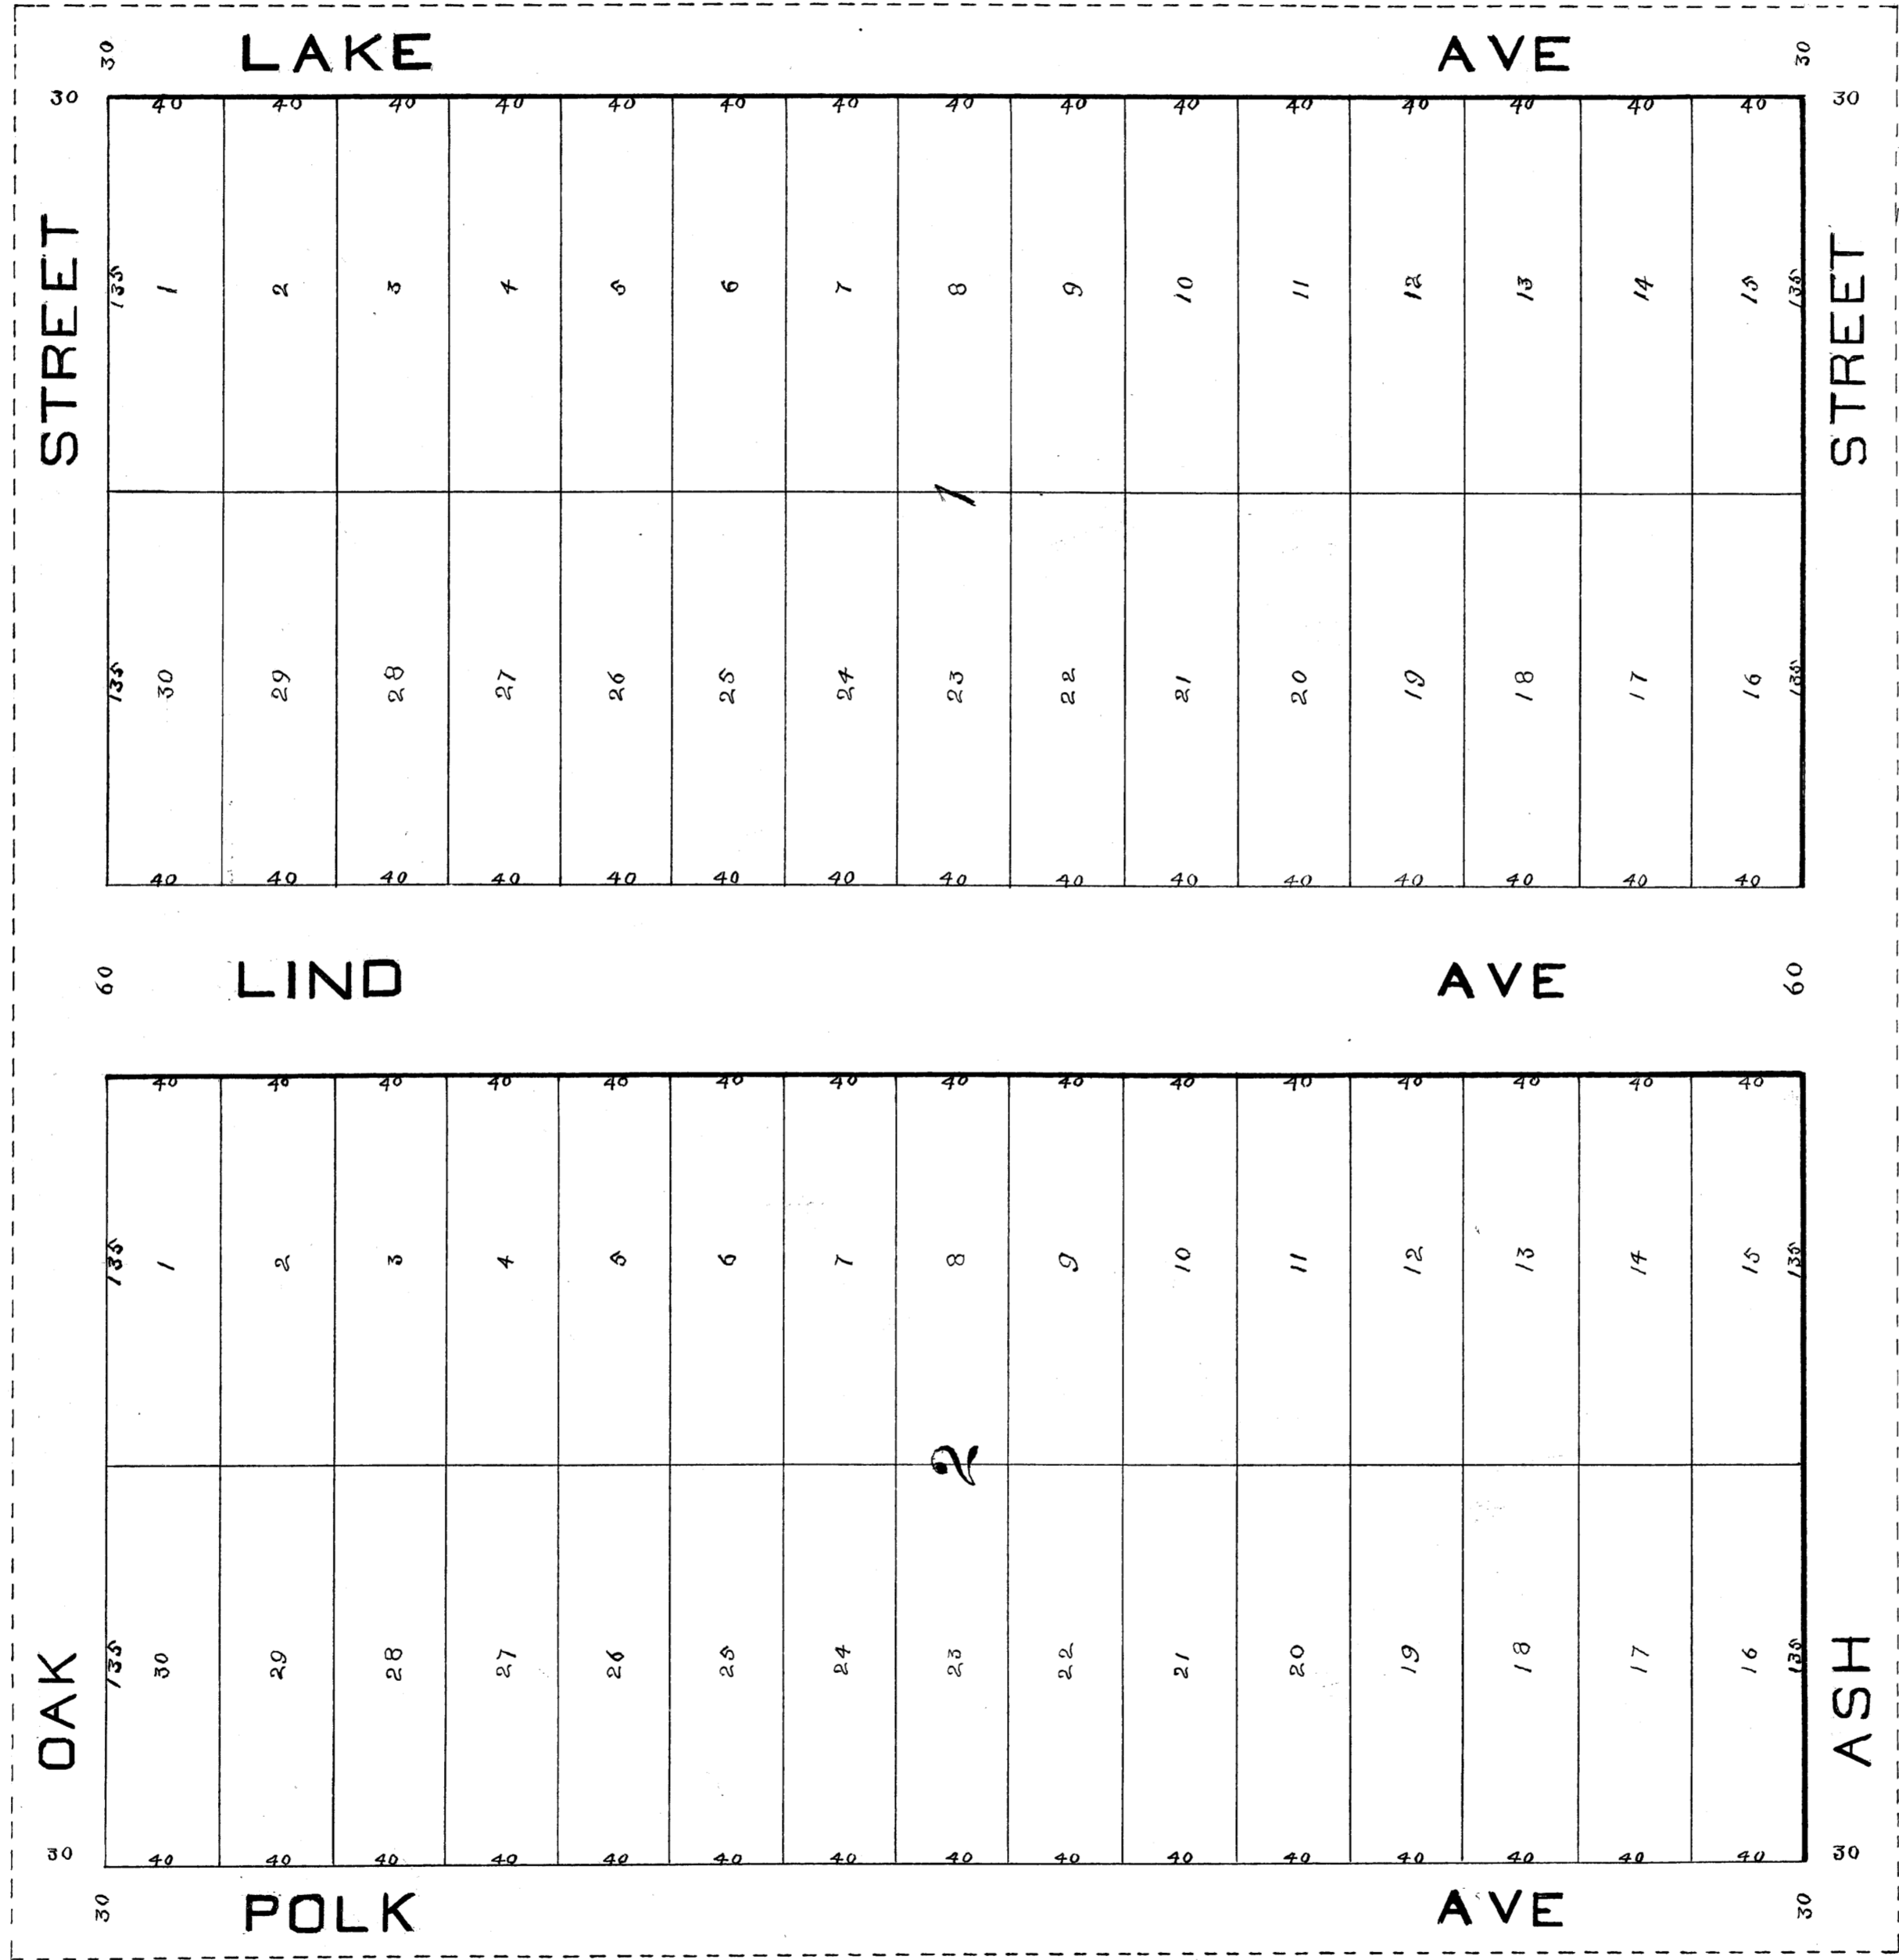 30 LAKE AVE 30
30 40 40 40 40 40 40 40 40 40 40 40 40 40 40 40 30
STREET
STREET
135 1 2 3 4 5 6 7 8 9 10 11 12 13 14 15 135
1
135 30 29 28 27 26 25 24 23 22 21 20 19 18 17 16 135
40 40 40 40 40 40 40 40 40 40 40 40 40 40 40
60 LIND AVE 60
40 40 40 40 40 40 40 40 40 40 40 40 40 40 40
135 1 2 3 4 5 6 7 8 9 10 11 12 13 14 15 135
2
135 30 29 28 27 26 25 24 23 22 21 20 19 18 17 16 135
OAK
ASH
30 40 40 40 40 40 40 40 40 40 40 40 40 40 40 40 30
30 POLK AVE 30